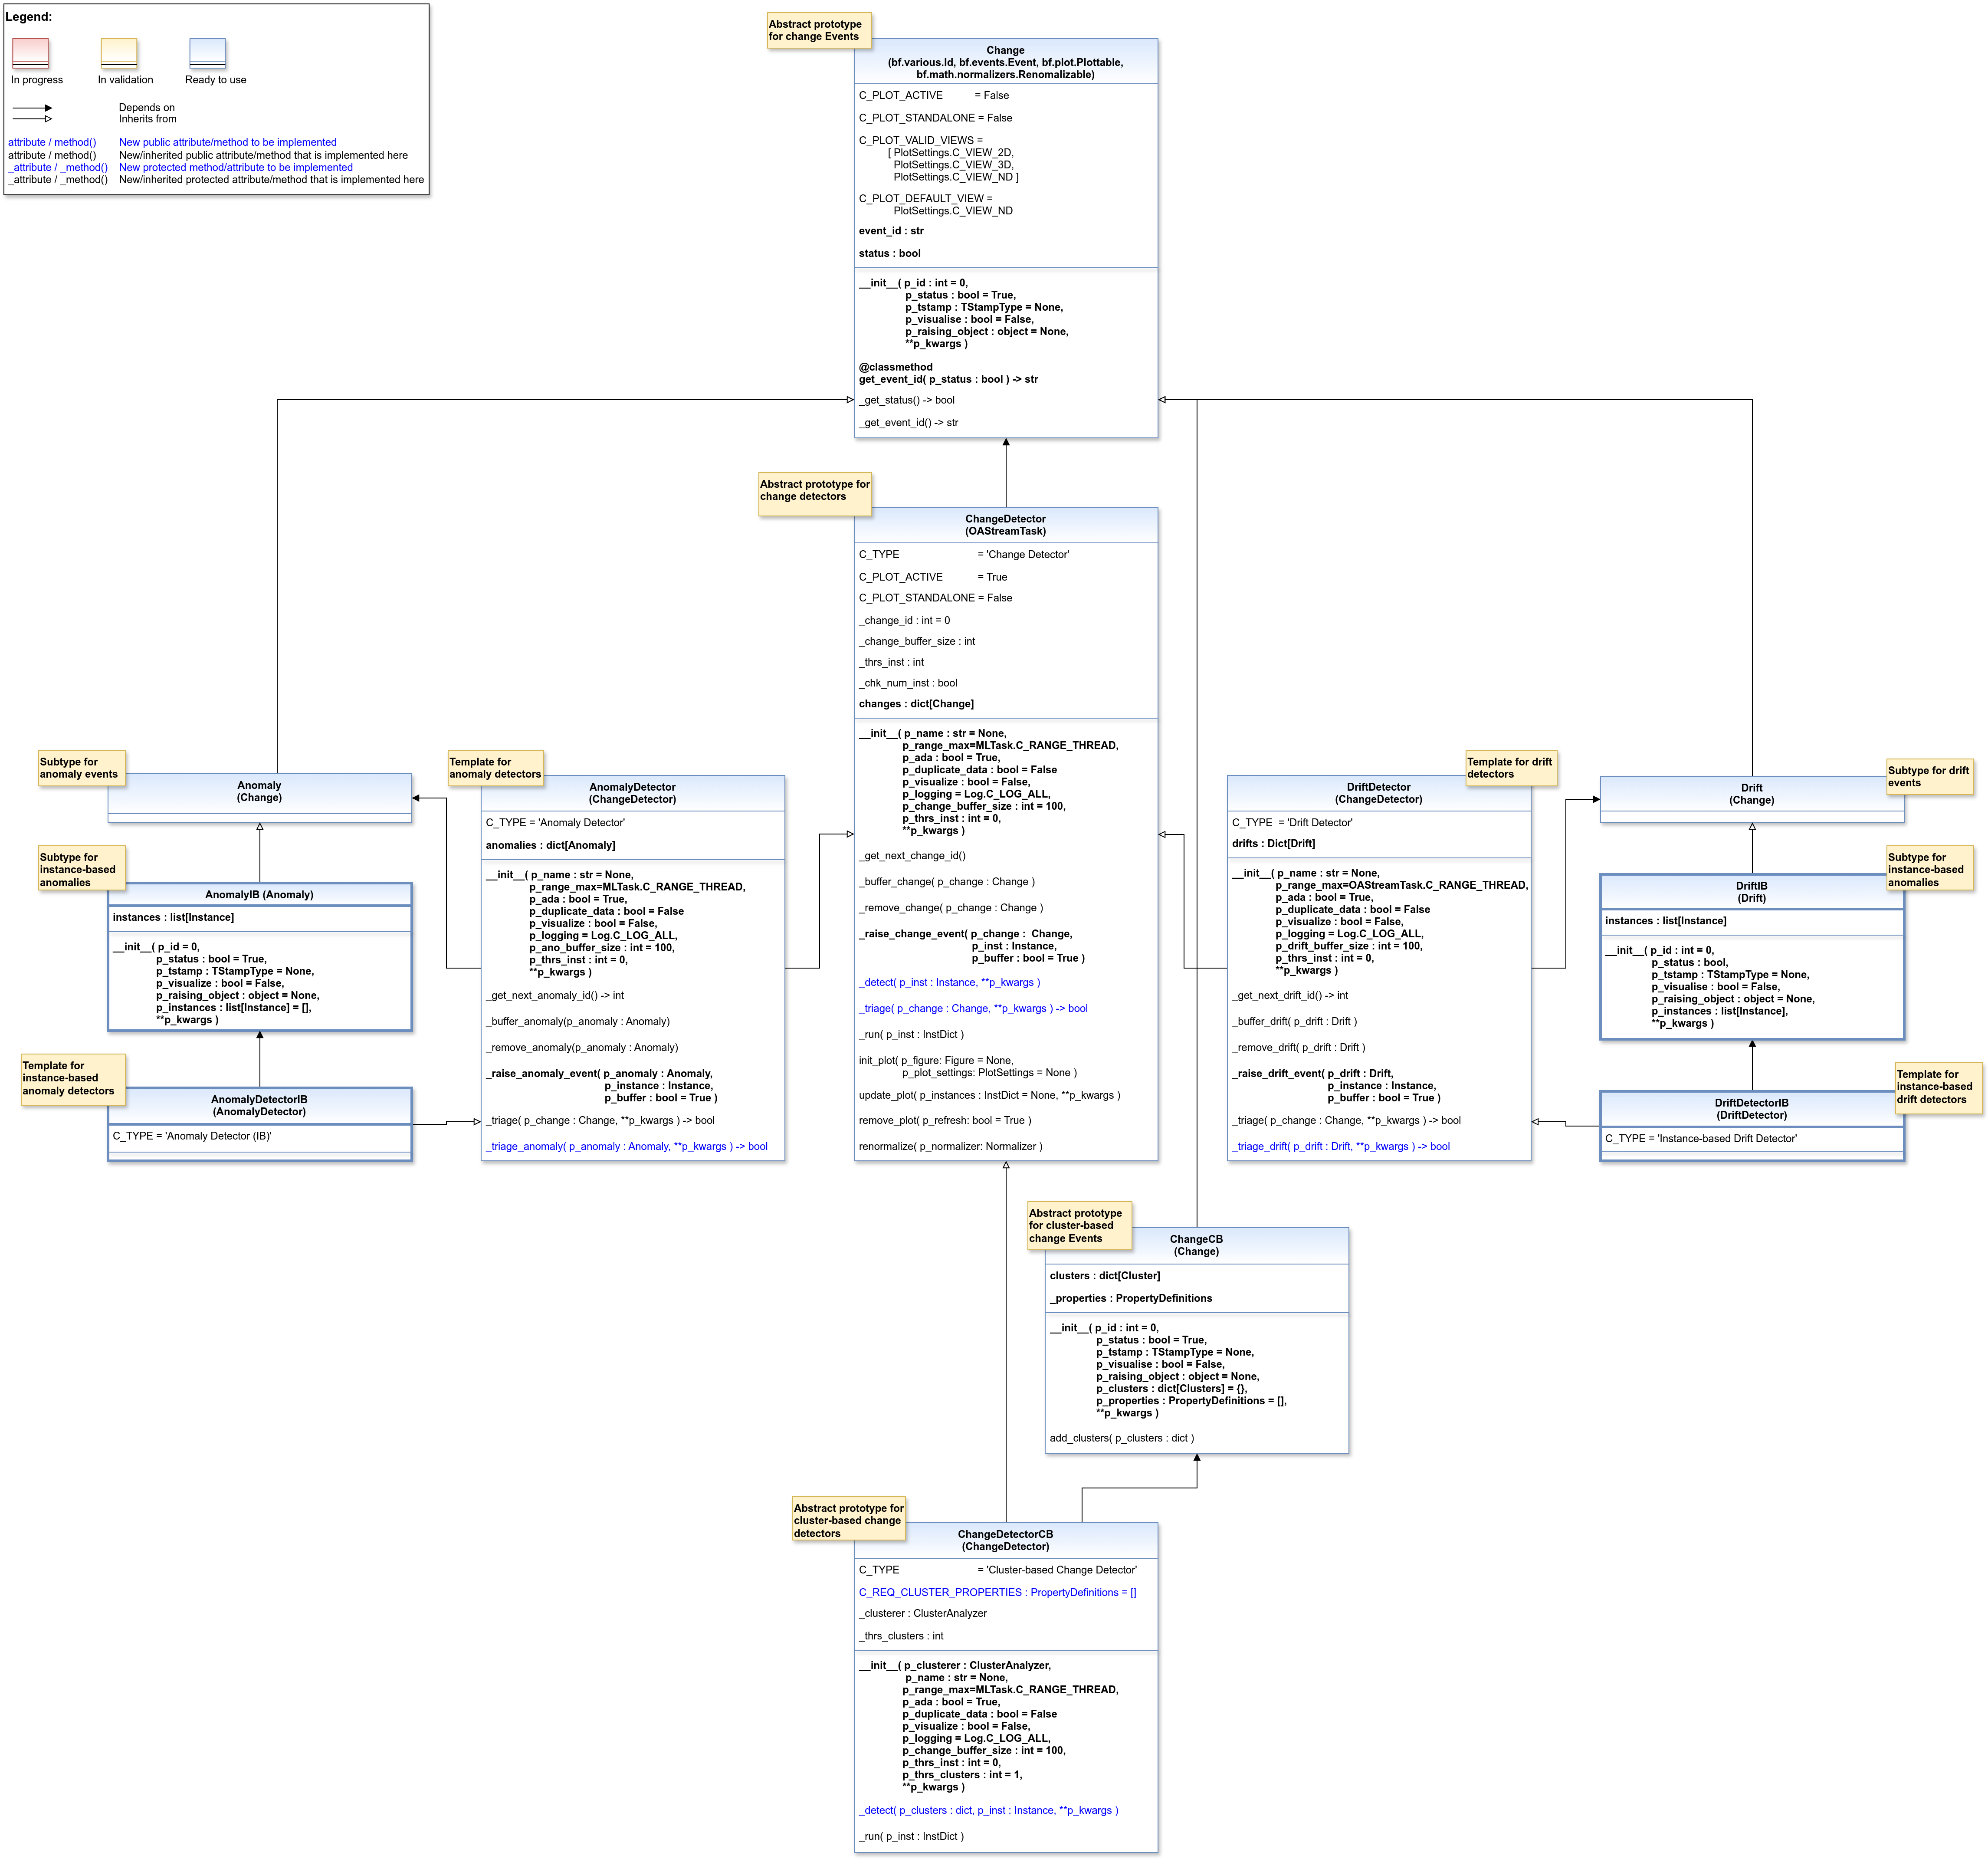 Legend:
In progress
In validation
Ready to use
Depends on
Inherits from
attribute / method() New public attribute/method to be implemented
attribute / method() New/inherited public attribute/method that is implemented here
_attribute / _method() New protected method/attribute to be implemented
_attribute / _method() New/inherited protected attribute/method that is implemented here
Abstract prototype
for change Events
Change
(bf.various.Id, bf.events.Event, bf.plot.Plottable,
bf.math.normalizers.Renomalizable)
C_PLOT_ACTIVE = False
C_PLOT_STANDALONE = False
C_PLOT_VALID_VIEWS =
[ PlotSettings.C_VIEW_2D,
PlotSettings.C_VIEW_3D,
PlotSettings.C_VIEW_ND ]
C_PLOT_DEFAULT_VIEW =
PlotSettings.C_VIEW_ND
event_id : str
status : bool
__init__( p_id : int = 0,
p_status : bool = True,
p_tstamp : TStampType = None,
p_visualise : bool = False,
p_raising_object : object = None,
**p_kwargs )
@classmethod
get_event_id( p_status : bool ) -> str
_get_status() -> bool
_get_event_id() -> str
Abstract prototype for
change detectors
ChangeDetector
(OAStreamTask)
C_TYPE = 'Change Detector'
C_PLOT_ACTIVE = True
C_PLOT_STANDALONE = False
_change_id : int = 0
_change_buffer_size : int
_thrs_inst : int
_chk_num_inst : bool
changes : dict[Change]
__init__( p_name : str = None,
p_range_max=MLTask.C_RANGE_THREAD,
p_ada : bool = True,
p_duplicate_data : bool = False
p_visualize : bool = False,
p_logging = Log.C_LOG_ALL,
p_change_buffer_size : int = 100,
p_thrs_inst : int = 0,
**p_kwargs )
_get_next_change_id()
_buffer_change( p_change : Change )
_remove_change( p_change : Change )
_raise_change_event( p_change : Change,
p_inst : Instance,
p_buffer : bool = True )
_detect( p_inst : Instance, **p_kwargs )
_triage( p_change : Change, **p_kwargs ) -> bool
_run( p_inst : InstDict )
init_plot( p_figure: Figure = None,
p_plot_settings: PlotSettings = None )
update_plot( p_instances : InstDict = None, **p_kwargs )
remove_plot( p_refresh: bool = True )
renormalize( p_normalizer: Normalizer )
Subtype for
anomaly events
Anomaly
(Change)
Subtype for
instance-based
anomalies
AnomalyIB (Anomaly)
instances : list[Instance]
__init__( p_id = 0,
p_status : bool = True,
p_tstamp : TStampType = None,
p_visualize : bool = False,
p_raising_object : object = None,
p_instances : list[Instance] = [],
**p_kwargs )
Template for
instance-based
anomaly detectors
AnomalyDetectorIB
(AnomalyDetector)
C_TYPE = 'Anomaly Detector (IB)'
Template for
anomaly detectors
AnomalyDetector
(ChangeDetector)
C_TYPE = 'Anomaly Detector'
anomalies : dict[Anomaly]
__init__( p_name : str = None,
p_range_max=MLTask.C_RANGE_THREAD,
p_ada : bool = True,
p_duplicate_data : bool = False
p_visualize : bool = False,
p_logging = Log.C_LOG_ALL,
p_ano_buffer_size : int = 100,
p_thrs_inst : int = 0,
**p_kwargs )
_get_next_anomaly_id() -> int
_buffer_anomaly(p_anomaly : Anomaly)
_remove_anomaly(p_anomaly : Anomaly)
_raise_anomaly_event( p_anomaly : Anomaly,
p_instance : Instance,
p_buffer : bool = True )
_triage( p_change : Change, **p_kwargs ) -> bool
_triage_anomaly( p_anomaly : Anomaly, **p_kwargs ) -> bool
Template for drift
detectors
DriftDetector
(ChangeDetector)
C_TYPE = 'Drift Detector'
drifts : Dict[Drift]
__init__( p_name : str = None,
p_range_max=OAStreamTask.C_RANGE_THREAD,
p_ada : bool = True,
p_duplicate_data : bool = False
p_visualize : bool = False,
p_logging = Log.C_LOG_ALL,
p_drift_buffer_size : int = 100,
p_thrs_inst : int = 0,
**p_kwargs )
_get_next_drift_id() -> int
_buffer_drift( p_drift : Drift )
_remove_drift( p_drift : Drift )
_raise_drift_event( p_drift : Drift,
p_instance : Instance,
p_buffer : bool = True )
_triage( p_change : Change, **p_kwargs ) -> bool
_triage_drift( p_drift : Drift, **p_kwargs ) -> bool
Subtype for drift
events
Drift
(Change)
Subtype for
instance-based
anomalies
DriftIB
(Drift)
instances : list[Instance]
__init__( p_id : int = 0,
p_status : bool,
p_tstamp : TStampType = None,
p_visualise : bool = False,
p_raising_object : object = None,
p_instances : list[Instance],
**p_kwargs )
Template for
instance-based
drift detectors
DriftDetectorIB
(DriftDetector)
C_TYPE = 'Instance-based Drift Detector'
Abstract prototype
for cluster-based
change Events
ChangeCB
(Change)
clusters : dict[Cluster]
_properties : PropertyDefinitions
__init__( p_id : int = 0,
p_status : bool = True,
p_tstamp : TStampType = None,
p_visualise : bool = False,
p_raising_object : object = None,
p_clusters : dict[Clusters] = {},
p_properties : PropertyDefinitions = [],
**p_kwargs )
add_clusters( p_clusters : dict )
Abstract prototype for
cluster-based change
detectors
ChangeDetectorCB
(ChangeDetector)
C_TYPE = 'Cluster-based Change Detector'
C_REQ_CLUSTER_PROPERTIES : PropertyDefinitions = []
_clusterer : ClusterAnalyzer
_thrs_clusters : int
__init__( p_clusterer : ClusterAnalyzer,
p_name : str = None,
p_range_max=MLTask.C_RANGE_THREAD,
p_ada : bool = True,
p_duplicate_data : bool = False
p_visualize : bool = False,
p_logging = Log.C_LOG_ALL,
p_change_buffer_size : int = 100,
p_thrs_inst : int = 0,
p_thrs_clusters : int = 1,
**p_kwargs )
_detect( p_clusters : dict, p_inst : Instance, **p_kwargs )
_run( p_inst : InstDict )